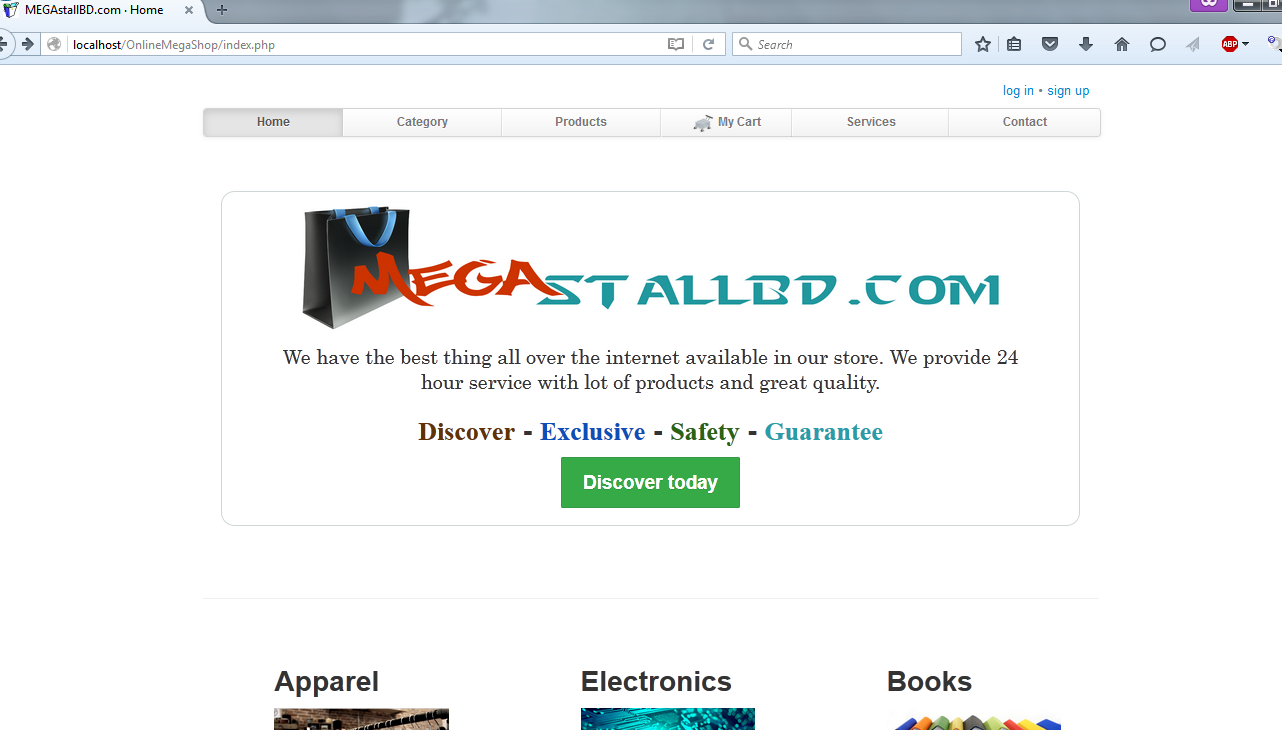 MEGAstallBD.com · Home
localhost/OnlineMegaShop/index.php
Search
ABP
log in • sign up
Home
Category
Products
My Cart
Services
Contact
MEGASTALLBD.COM
We have the best thing all over the internet available in our store. We provide 24
hour service with lot of products and great quality.
Discover - Exclusive - Safety - Guarantee
Discover today
Apparel
Electronics
Books